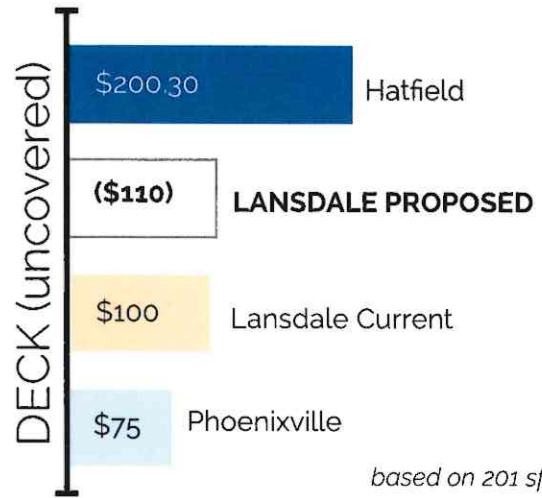 DECK (uncovered)
$200.30 Hatfield
($110) LANSDALE PROPOSED
$100 Lansdale Current
$75 Phoenixville
based on 201 sf